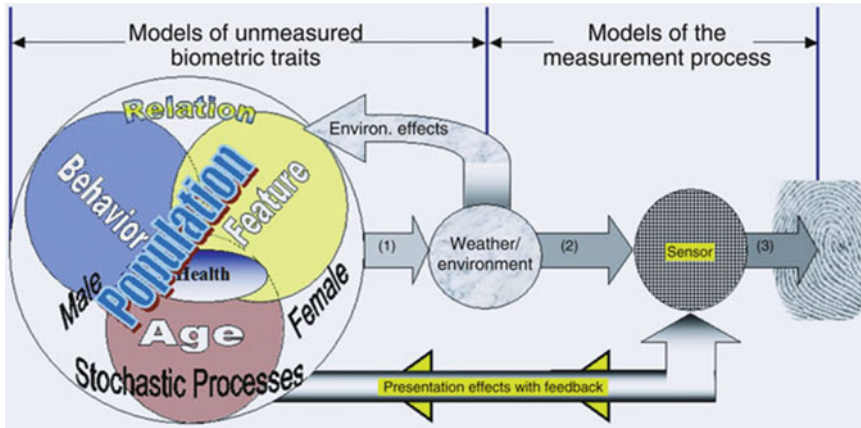 Models of unmeasured
biometric traits
Models of the
measurement process
Relation
Environ. effects
Behavior
Population
Feature
(1)
Weather/
environment
(2)
Sensor
(3)
Health
Male
Female
Age
Stochastic Processes
Presentation effects with feedback